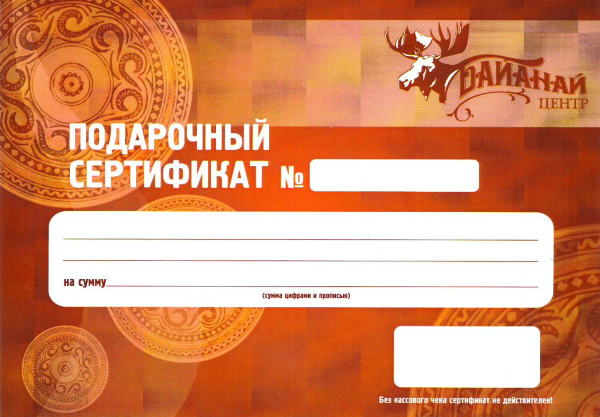 БАЙАНАЙ
ЦЕНТР
ПОДАРОЧНЫЙ
СЕРТИФИКАТ №
на сумму
(сумма цифрами и прописью)
Без кассового чека сертификат не действителен!